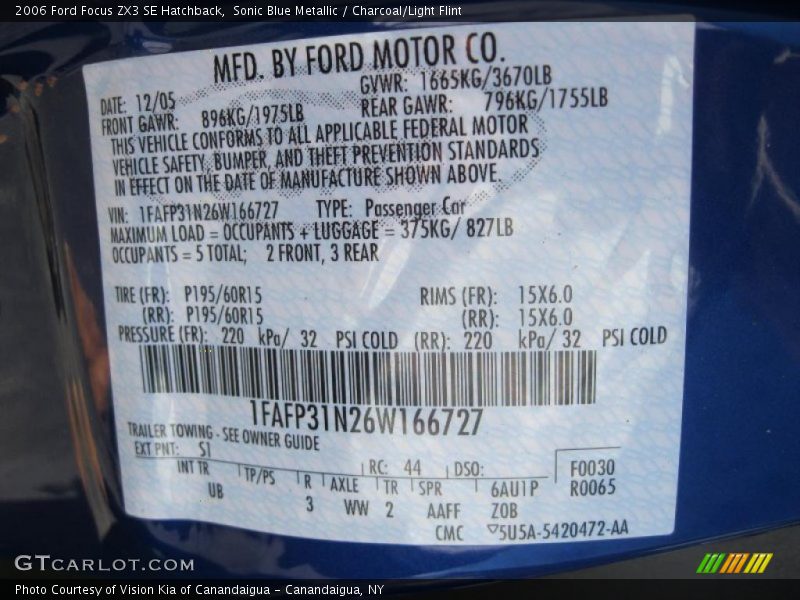 2006 Ford Focus ZX3 SE Hatchback,  Sonic Blue Metallic / Charcoal/Light Flint
MFD. BY FORD MOTOR CO.
DATE: 12/05 GVWR: 1665KG/3670LB
FRONT GAWR: 896KG/1975LB REAR GAWR: 796KG/1755LB
THIS VEHICLE CONFORMS TO ALL APPLICABLE FEDERAL MOTOR
VEHICLE SAFETY, BUMPER, AND THEFT PREVENTION STANDARDS
IN EFFECT ON THE DATE OF MANUFACTURE SHOWN ABOVE.
VIN: 1FAFP31N26W166727 TYPE: Passenger Car
MAXIMUM LOAD = OCCUPANTS + LUGGAGE = 375KG/ 827LB
OCCUPANTS = 5 TOTAL; 2 FRONT, 3 REAR
TIRE (FR): P195/60R15 RIMS (FR): 15X6.0
(RR): P195/60R15 (RR): 15X6.0
PRESSURE (FR): 220 kPa/ 32 PSI COLD (RR): 220 kPa/ 32 PSI COLD
1FAFP31N26W166727
TRAILER TOWING - SEE OWNER GUIDE
EXT PNT: S1 RC: 44 DSO: F0030
INT TR TP/PS R AXLE TR SPR 6AU1P R0065
UB 3 WW 2 AAFF Z0B
CMC 5U5A-5420472-AA
GTCARLOT.COM
Photo Courtesy of Vision Kia of Canandaigua - Canandaigua, NY